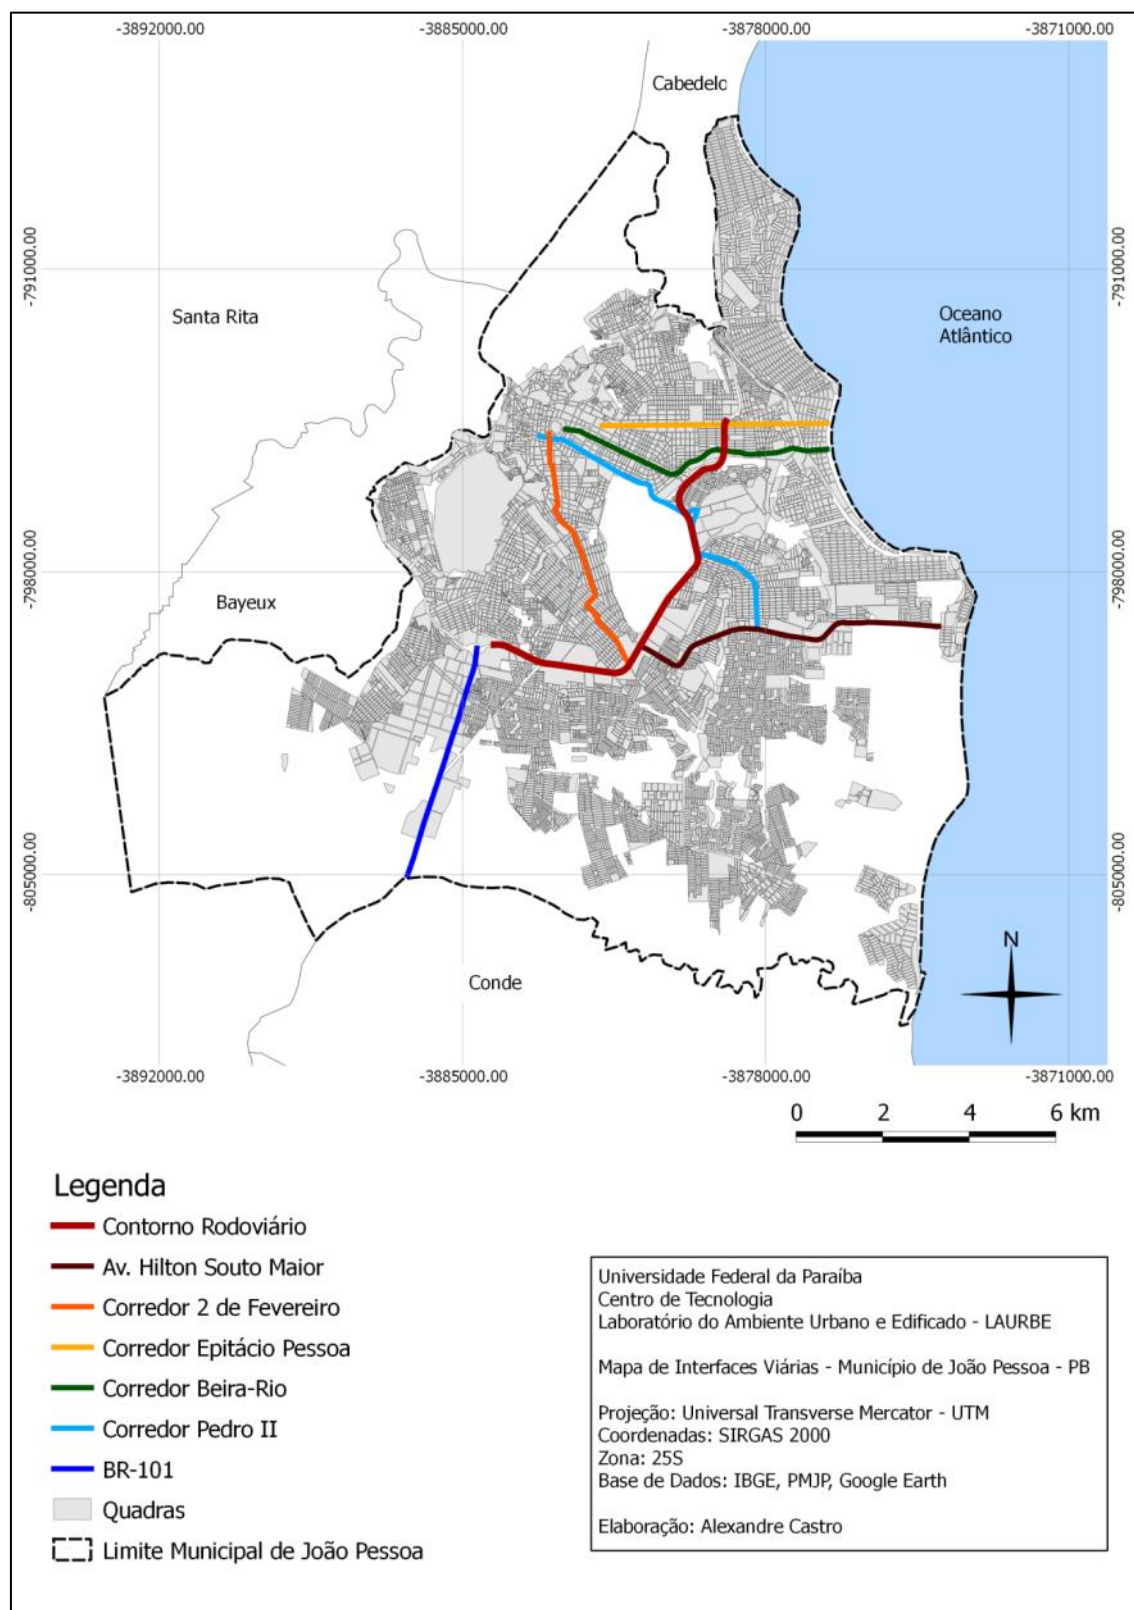 -3892000.00 -3885000.00 -3878000.00 -3871000.00
Cabedelo
-791000.00 -791000.00
Santa Rita
Oceano
Atlântico
-798000.00 -798000.00
Bayeux
-805000.00 -805000.00
N
Conde
-3892000.00 -3885000.00 -3878000.00 -3871000.00
0 2 4 6 km
Legenda
Contorno Rodoviário
Av. Hilton Souto Maior
Corredor 2 de Fevereiro
Corredor Epitácio Pessoa
Corredor Beira-Rio
Corredor Pedro II
BR-101
Quadras
Limite Municipal de João Pessoa
Universidade Federal da Paraíba
Centro de Tecnologia
Laboratório do Ambiente Urbano e Edificado - LAURBE
Mapa de Interfaces Viárias - Município de João Pessoa - PB
Projeção: Universal Transverse Mercator - UTM
Coordenadas: SIRGAS 2000
Zona: 25S
Base de Dados: IBGE, PMJP, Google Earth
Elaboração: Alexandre Castro